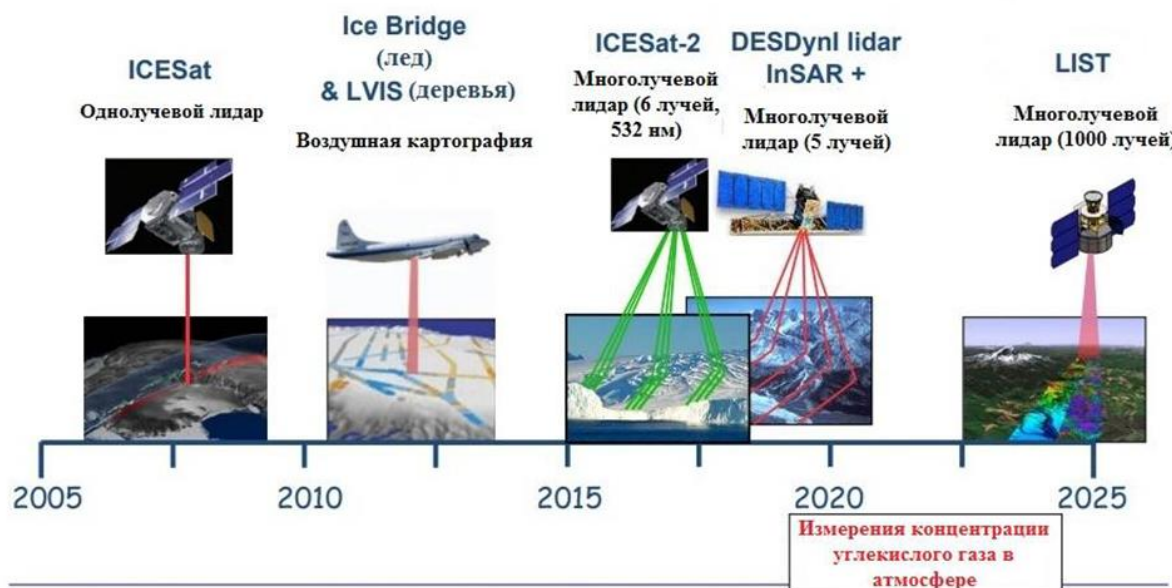 ICESat
Однолучевой лидар
Ice Bridge
(лед)
& LVIS (деревья)
Воздушная картография
ICESat-2
Многолучевой
лидар (6 лучей,
532 нм)
DESDynI lidar
InSAR +
Многолучевой
лидар (5 лучей)
LIST
Многолучевой
лидар (1000 лучей)
2005
2010
2015
2020
2025
Измерения концентрации
углекислого газа в
атмосфере